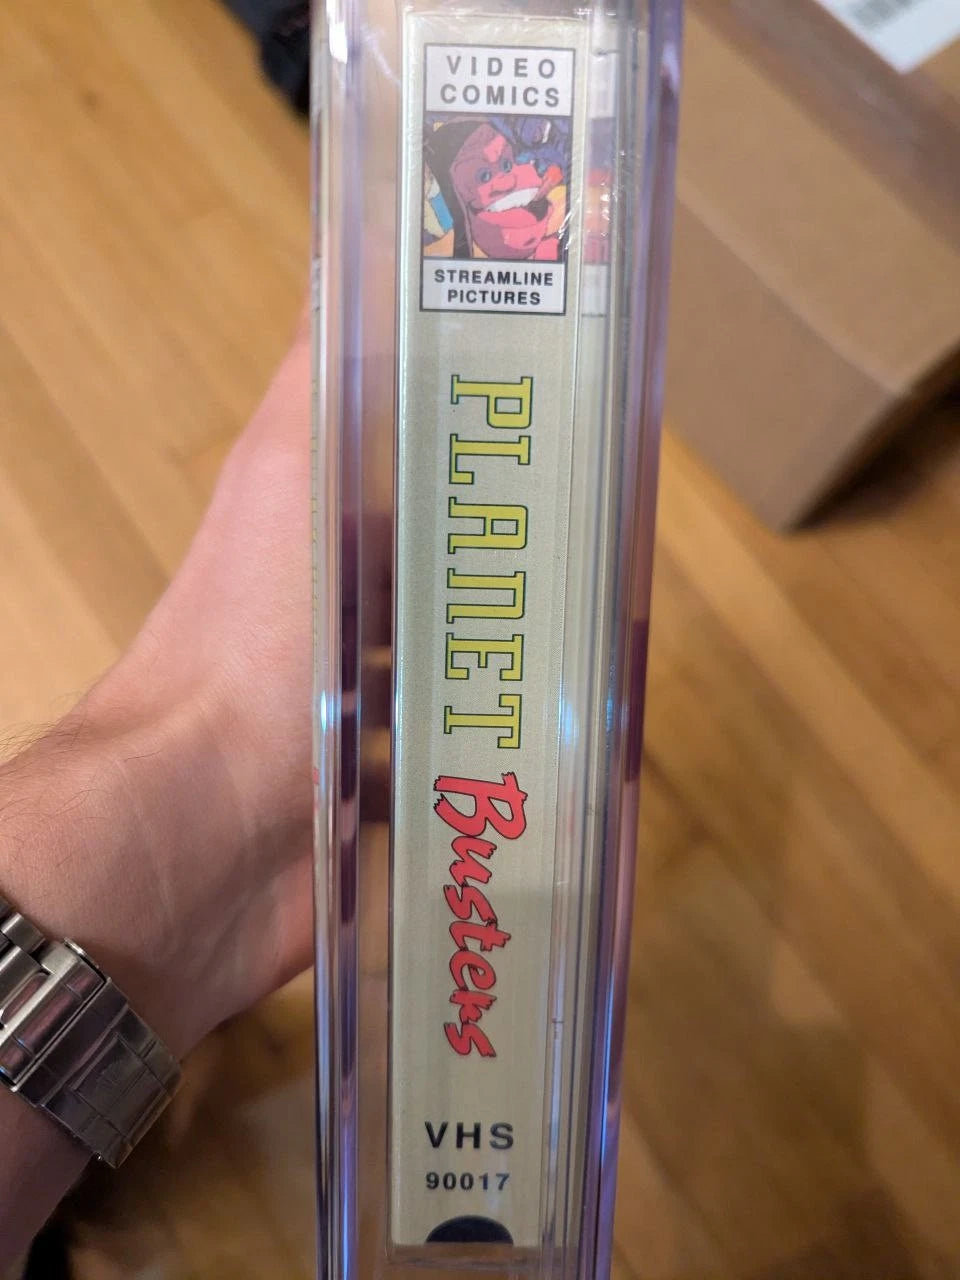 VIDEO
COMICS
STREAMLINE
PICTURES
PLANET Busters
VHS
90017